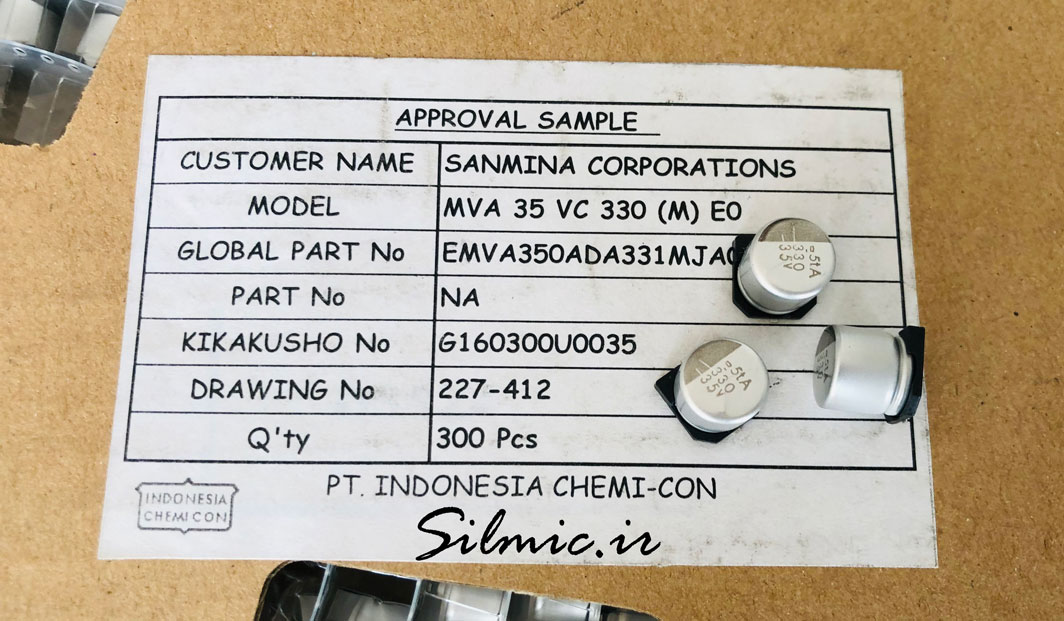 APPROVAL SAMPLE
CUSTOMER NAME SANMINA CORPORATIONS
MODEL MVA 35 VC 330 (M) E0
GLOBAL PART No
PART No NA
KIKAKUSHO No G160300U0035
DRAWING No 227-412
Q'ty 300 Pcs
PT. INDONESIA CHEMI-CON
INDONESIA
CHEMI CON
Silmic.ir
5tA
330
35V
5tA
330
35V